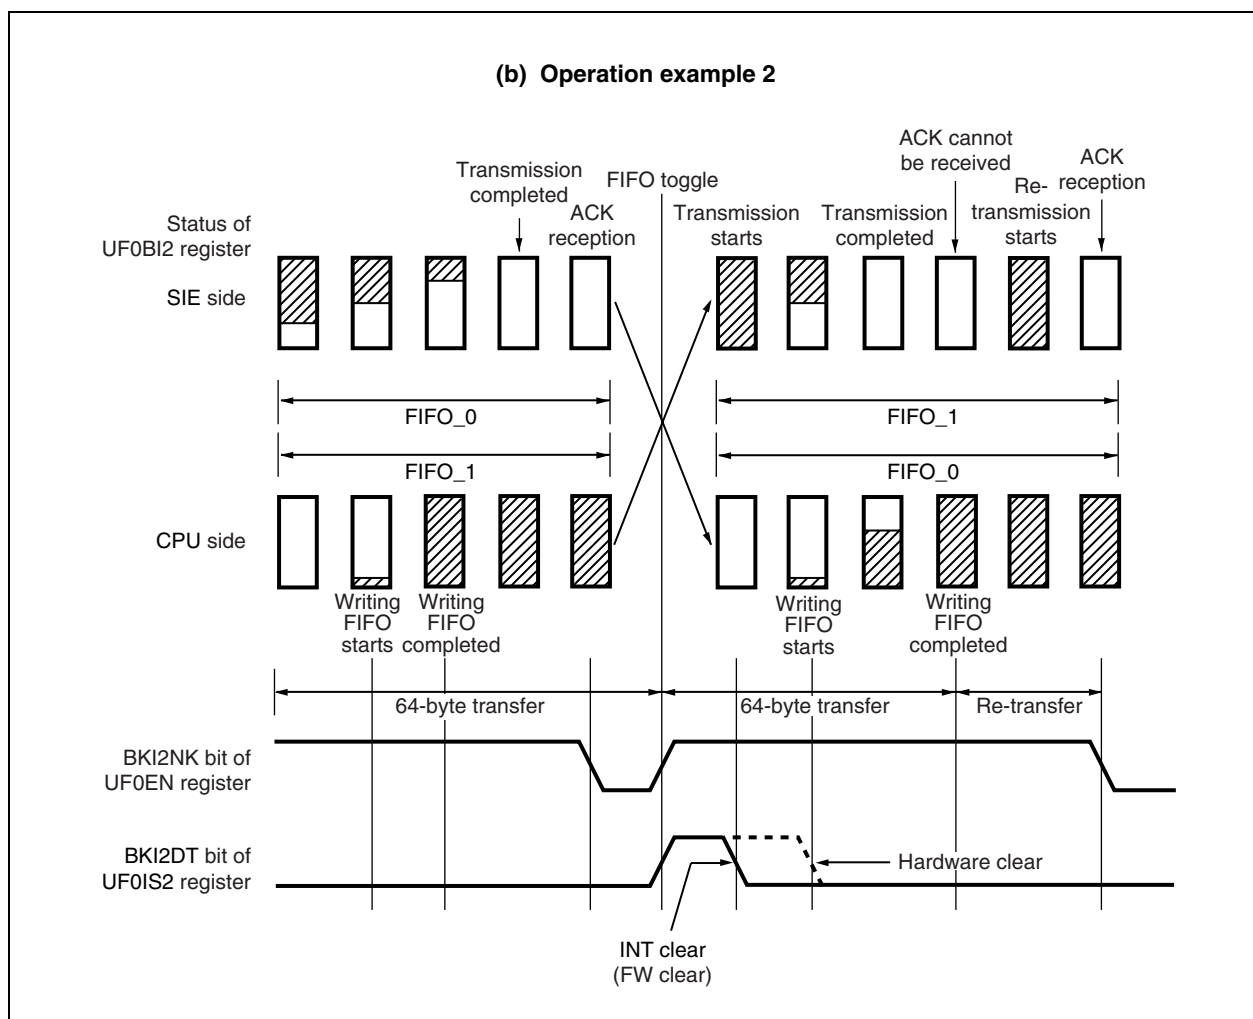 (b) Operation example 2
Transmission
completed
FIFO toggle
ACK cannot
be received
ACK
reception
Status of
UF0BI2 register
SIE side
ACK
reception
Transmission
starts
Transmission
completed
Re-
transmission
starts
FIFO_0
FIFO_1
FIFO_1
FIFO_0
CPU side
Writing
FIFO
starts
Writing
FIFO
completed
Writing
FIFO
starts
Writing
FIFO
completed
64-byte transfer
64-byte transfer
Re-transfer
BKI2NK bit of
UF0EN register
BKI2DT bit of
UF0IS2 register
Hardware clear
INT clear
(FW clear)